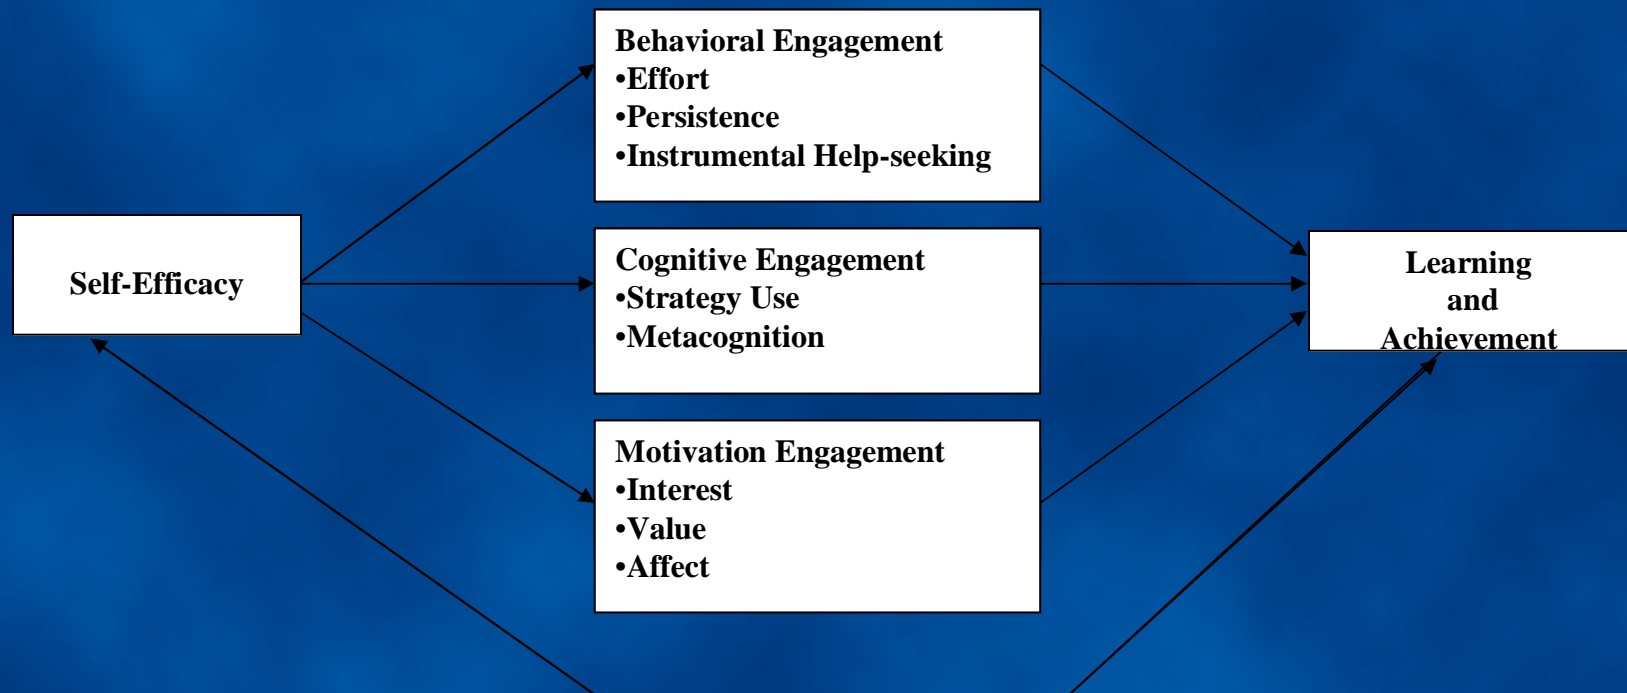 Behavioral Engagement
•Effort
•Persistence
•Instrumental Help-seeking
Self-Efficacy
Cognitive Engagement
•Strategy Use
•Metacognition
Learning
and
Achievement
Motivation Engagement
•Interest
•Value
•Affect